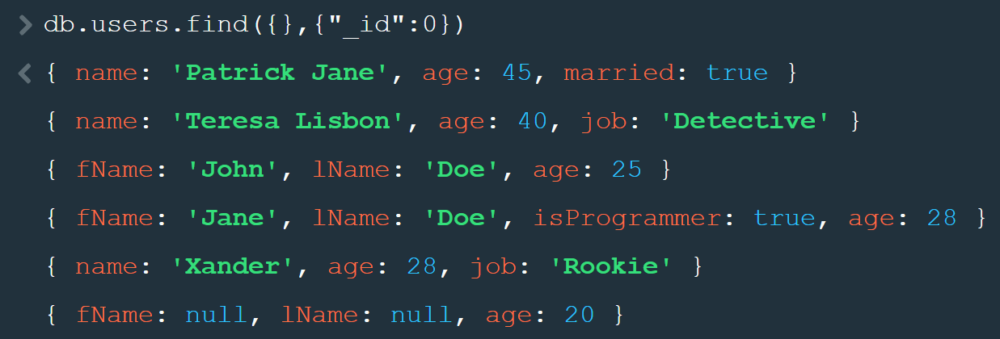 > db.users.find({},{"_id":0})
< { name: 'Patrick Jane', age: 45, married: true }
{ name: 'Teresa Lisbon', age: 40, job: 'Detective' }
{ fName: 'John', lName: 'Doe', age: 25 }
{ fName: 'Jane', lName: 'Doe', isProgrammer: true, age: 28 }
{ name: 'Xander', age: 28, job: 'Rookie' }
{ fName: null, lName: null, age: 20 }